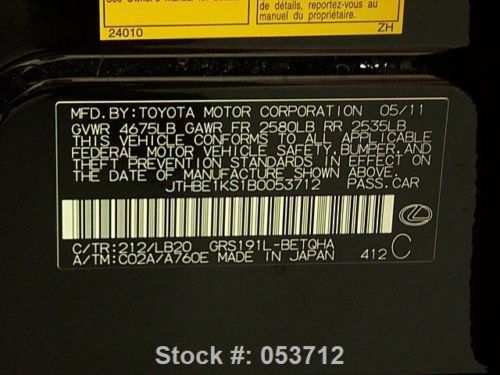 de détails, reportez-vous au
manuel du propriétaire.
24010 ZH
MFD.BY:TOYOTA MOTOR CORPORATION 05/11
GVWR 4675LB GAWR FR 2580LB RR 2535LB
THIS VEHICLE CONFORMS TO ALL APPLICABLE
FEDERAL MOTOR VEHICLE SAFETY,BUMPER,AND
THEFT PREVENTION STANDARDS IN EFFECT ON
THE DATE OF MANUFACTURE SHOWN ABOVE.
JTHBE1KS1B0053712 PASS.CAR
C/TR:212/LB20 GRS191L-BETQHA
A/TM:C02A/A760E MADE IN JAPAN 412 C
Stock #: 053712